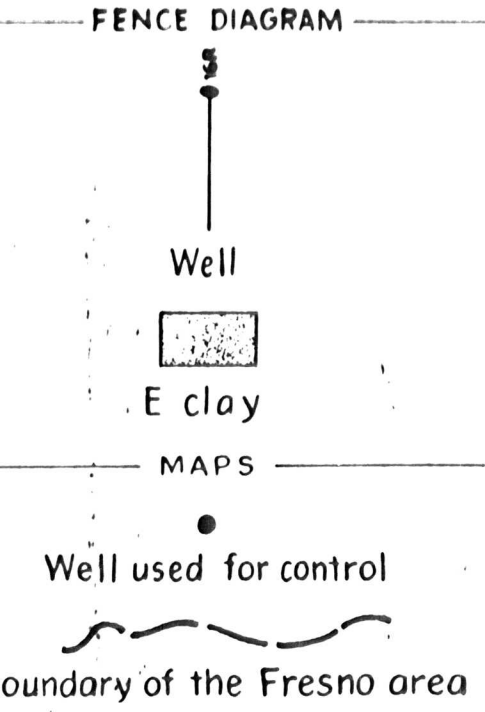 FENCE DIAGRAM
Well
E clay
MAPS
Well used for control
oundary of the Fresno area